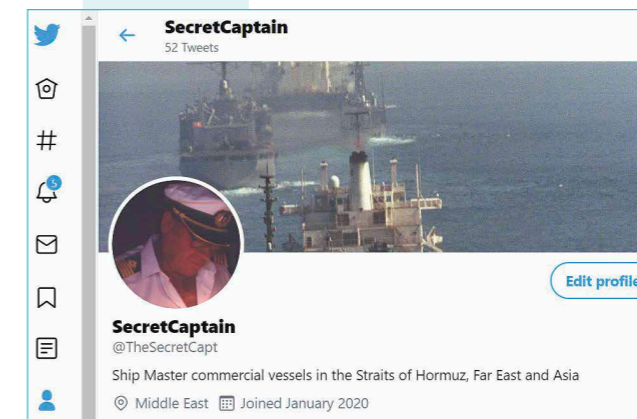 SecretCaptain
52 Tweets
#
3
Edit profile
SecretCaptain
@TheSecretCapt
Ship Master commercial vessels in the Straits of Hormuz, Far East and Asia
Middle East Joined January 2020